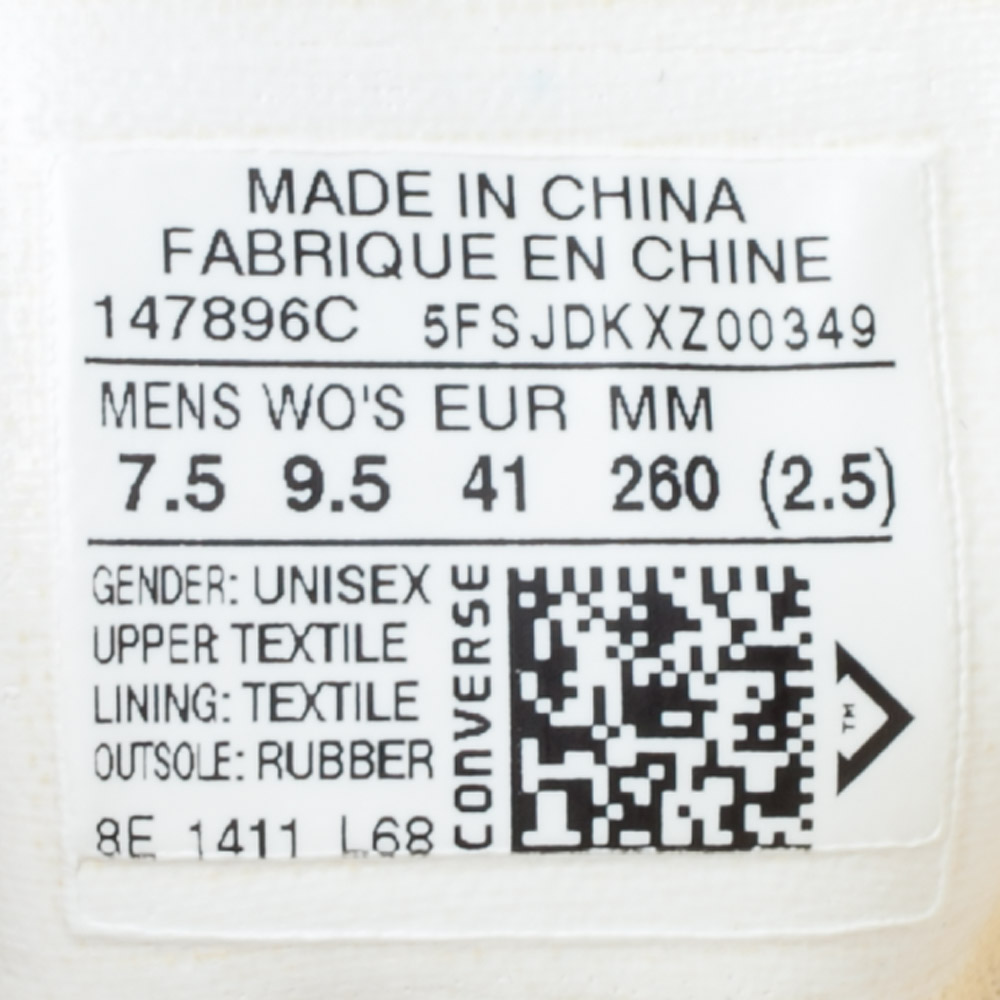 MADE IN CHINA
FABRIQUE EN CHINE
147896C 5FSJDKXZ00349
MENS WO'S EUR MM
7.5 9.5 41 260 (2.5)
GENDER: UNISEX
UPPER: TEXTILE
LINING: TEXTILE
OUTSOLE: RUBBER
8E 1411 L68
CONVERSE
TM